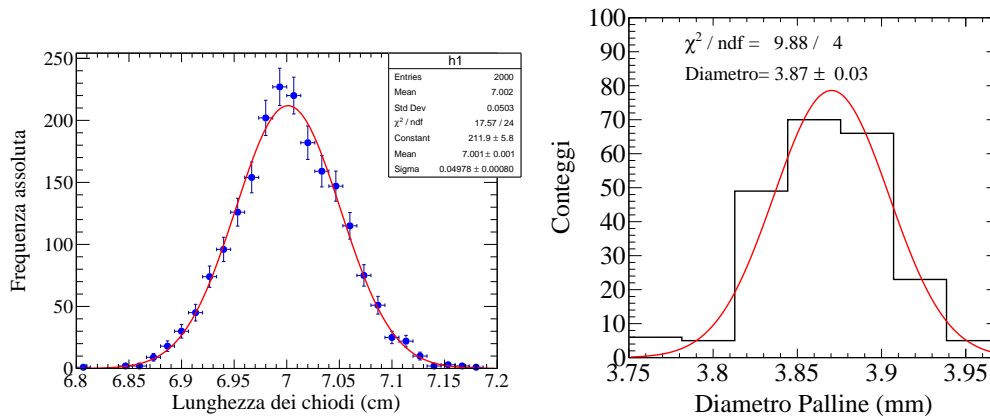 h1
Entries 2000
Mean 7.002
Std Dev 0.0503
χ² / ndf 17.57 / 24
Constant 211.9 ± 5.8
Mean 7.001 ± 0.001
Sigma 0.04978 ± 0.00080
Frequenza assoluta
250
200
150
100
50
0
6.8 6.85 6.9 6.95 7 7.05 7.1 7.15 7.2
Lunghezza dei chiodi (cm)
χ² / ndf = 9.88 / 4
Diametro= 3.87 ± 0.03
Conteggi
100
90
80
70
60
50
40
30
20
10
0
3.75 3.8 3.85 3.9 3.95
Diametro Palline (mm)